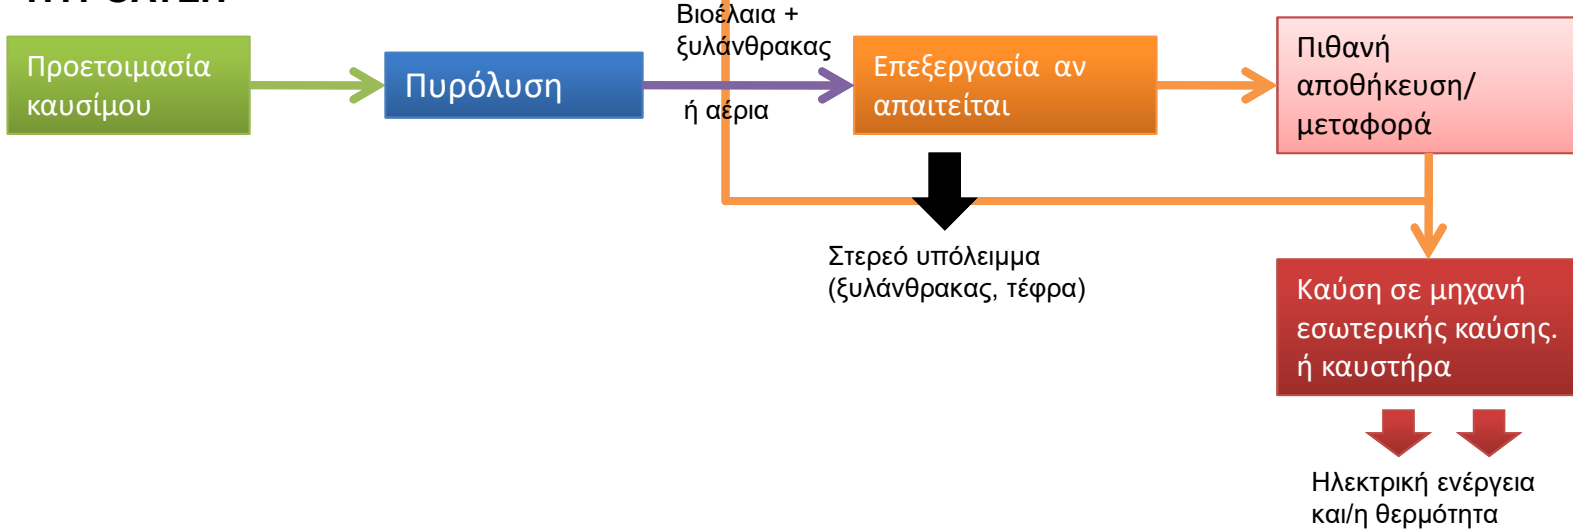 Βιοέλαια +
ξυλάνθρακας
ή αέρια
Προετοιμασία
καυσίμου
Πυρόλυση
Επεξεργασία αν
απαιτείται
Πιθανή
αποθήκευση/
μεταφορά
Στερεό υπόλειμμα
(ξυλάνθρακας, τέφρα)
Καύση σε μηχανή
εσωτερικής καύσης.
ή καυστήρα
Ηλεκτρική ενέργεια
και/η θερμότητα